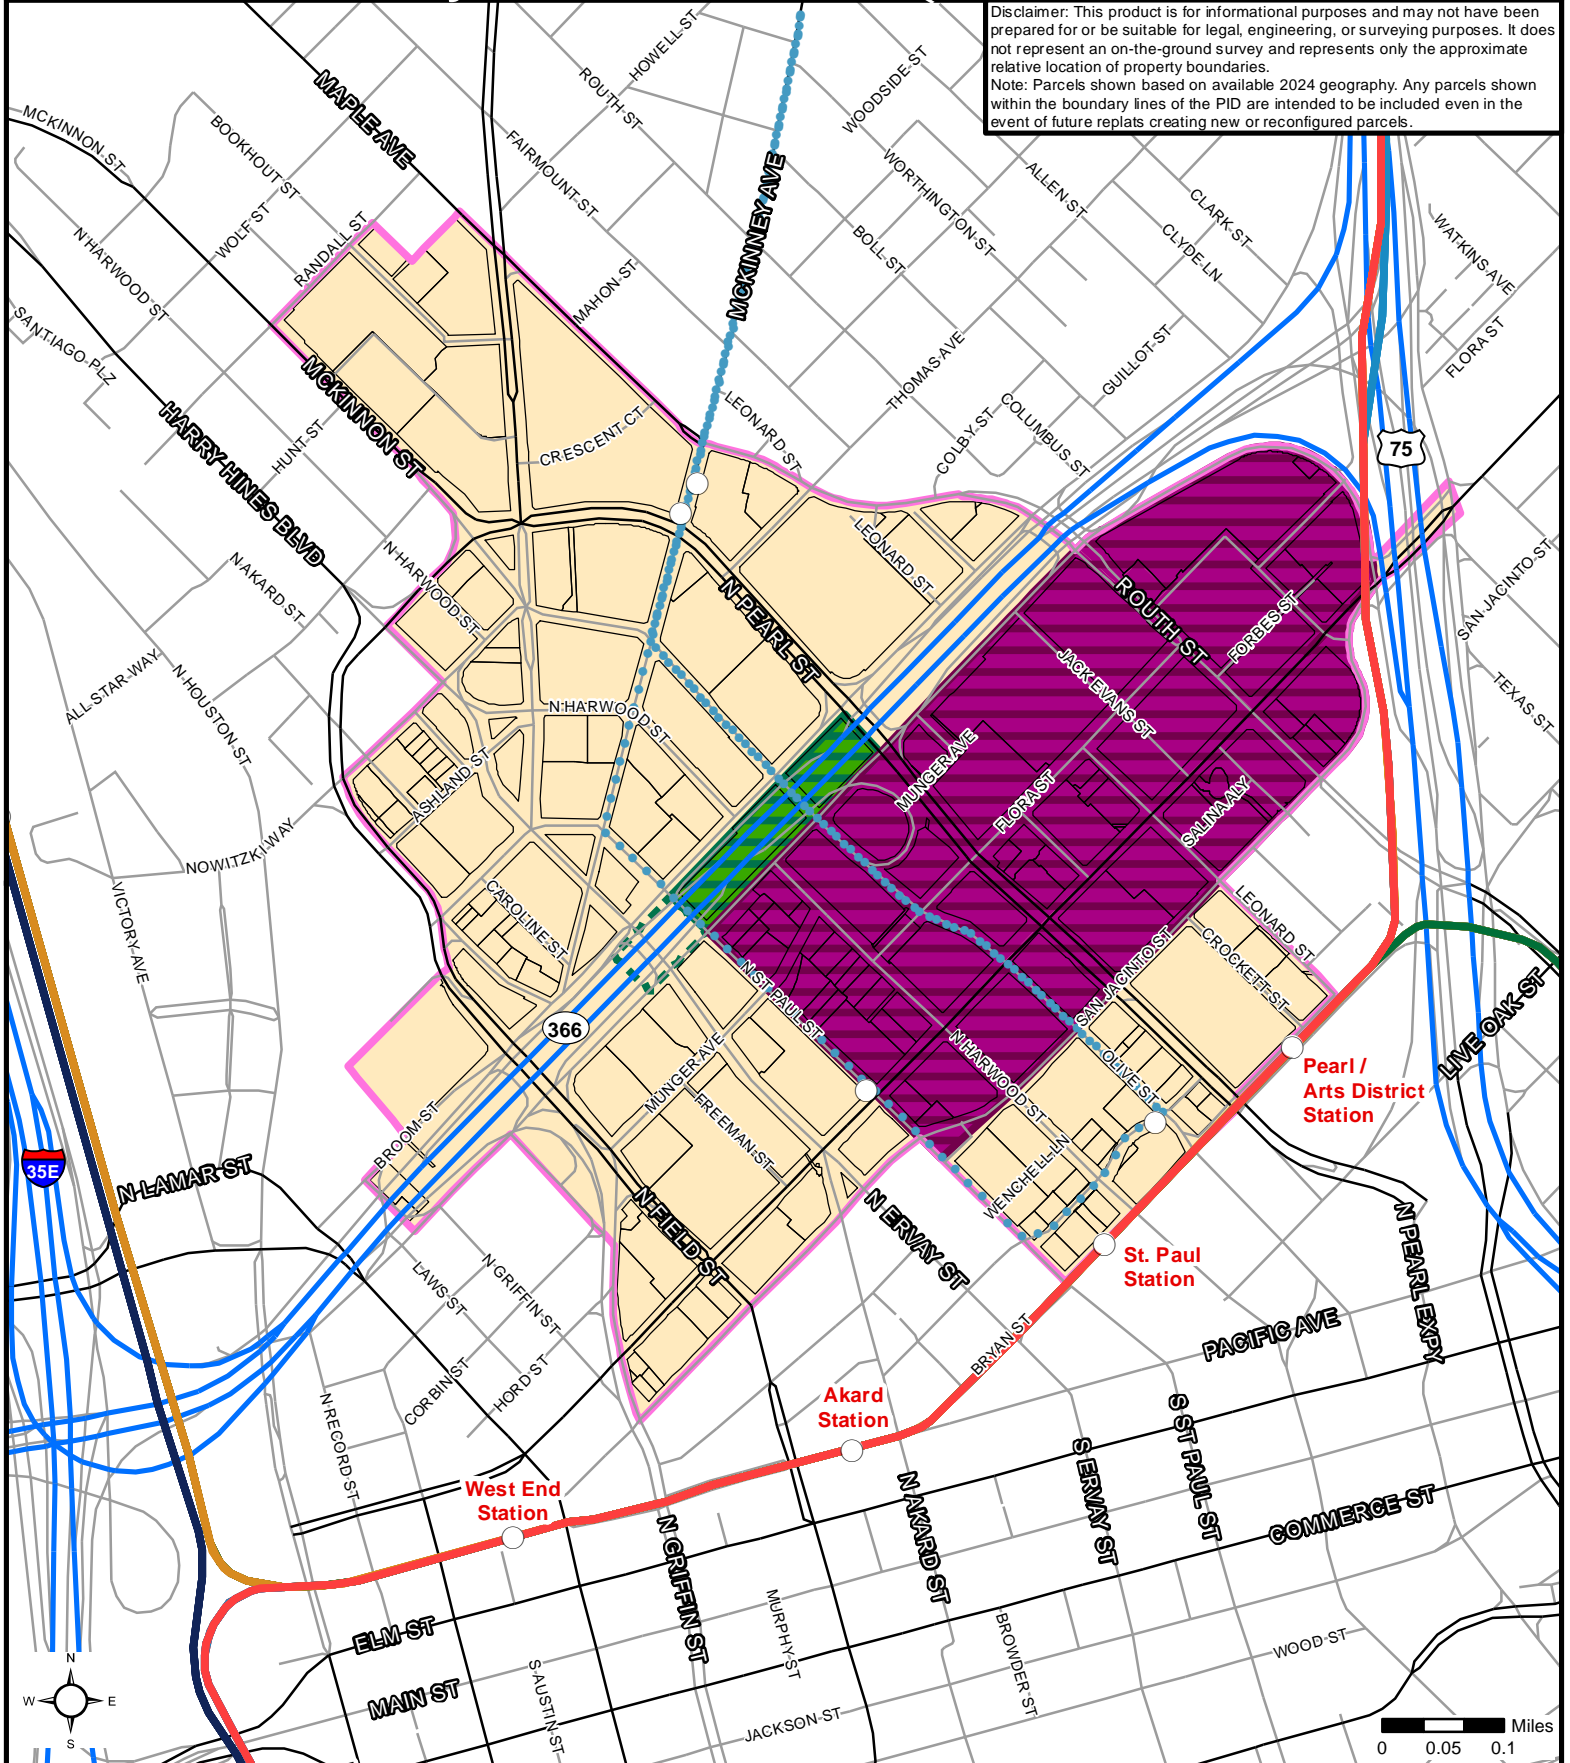 Disclaimer: This product is for informational purposes and may not have been
prepared for or be suitable for legal, engineering, or surveying purposes. It does
not represent an on-the-ground survey and represents only the approximate
relative location of property boundaries.
Note: Parcels shown based on available 2024 geography. Any parcels shown
within the boundary lines of the PID are intended to be included even in the
event of future replats creating new or reconfigured parcels.
HOWELL ST
ROUTH ST
WOODSIDE ST
MAPLE AVE
MCKINNON ST
BOOKHOUT ST
FAIRMOUNT ST
WORTHINGTON ST
ALLEN ST
CLARK ST
MCKINNEY AVE
WOLF ST
RANDALL ST
N HARWOOD ST
BOLL ST
CLYDE LN
WATKINS AVE
MAHON ST
SANTIAGO PLZ
FLORA ST
THOMAS AVE
GUILLOT ST
MCKINNON ST
HARRY HINES BLVD
HUNT ST
CRESCENT CT
LEONARD ST
COLBY ST
COLUMBUS ST
75
N HARWOOD ST
N AKARD ST
LEONARD ST
N PEARL ST
ROUTH ST
FORBES ST
SAN JACINTO ST
ALL STAR WAY
N HOUSTON ST
N HARWOOD ST
JACK EVANS ST
TEXAS ST
ASHLAND ST
MUNGER AVE
FLORA ST
SALINA ALY
NOWITZKI WAY
VICTORY AVE
CAROLINE ST
N ST PAUL ST
SAN JACINTO ST
LEONARD ST
CROCKETT ST
LIVE OAK ST
366
MUNGER AVE
FREEMAN ST
N HARWOOD ST
OLIVE ST
Pearl /
Arts District
Station
BROOM ST
35E
N LAMAR ST
WENCHELL LN
N FIELD ST
N ERVAY ST
N PEARL EXPY
St. Paul
Station
LAWS ST
N GRIFFIN ST
BRYAN ST
PACIFIC AVE
CORBIN ST
HORD ST
N RECORD ST
Akard
Station
S ST PAUL ST
S ERVAY ST
COMMERCE ST
West End
Station
N AKARD ST
N GRIFFIN ST
ELM ST
MURPHY ST
BROWDER ST
WOOD ST
MAIN ST
S AUSTIN ST
JACKSON ST
N
W E
S
Miles
0 0.05 0.1